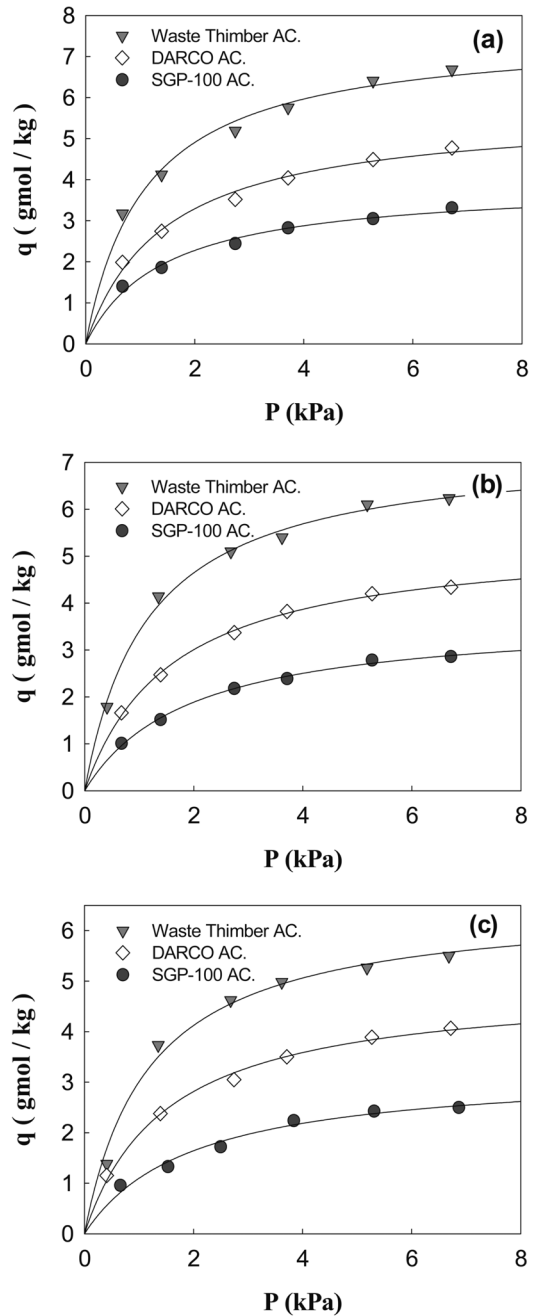 8
7
6
5
4
3
2
1
0
q ( gmol / kg )
Waste Thimber AC.
DARCO AC.
SGP-100 AC.
(a)
0 2 4 6 8
P (kPa)
7
6
5
4
3
2
1
0
q ( gmol / kg )
Waste Thimber AC.
DARCO AC.
SGP-100 AC.
(b)
0 2 4 6 8
P (kPa)
6
5
4
3
2
1
0
q ( gmol / kg )
Waste Thimber AC.
DARCO AC.
SGP-100 AC.
(c)
0 2 4 6 8
P (kPa)